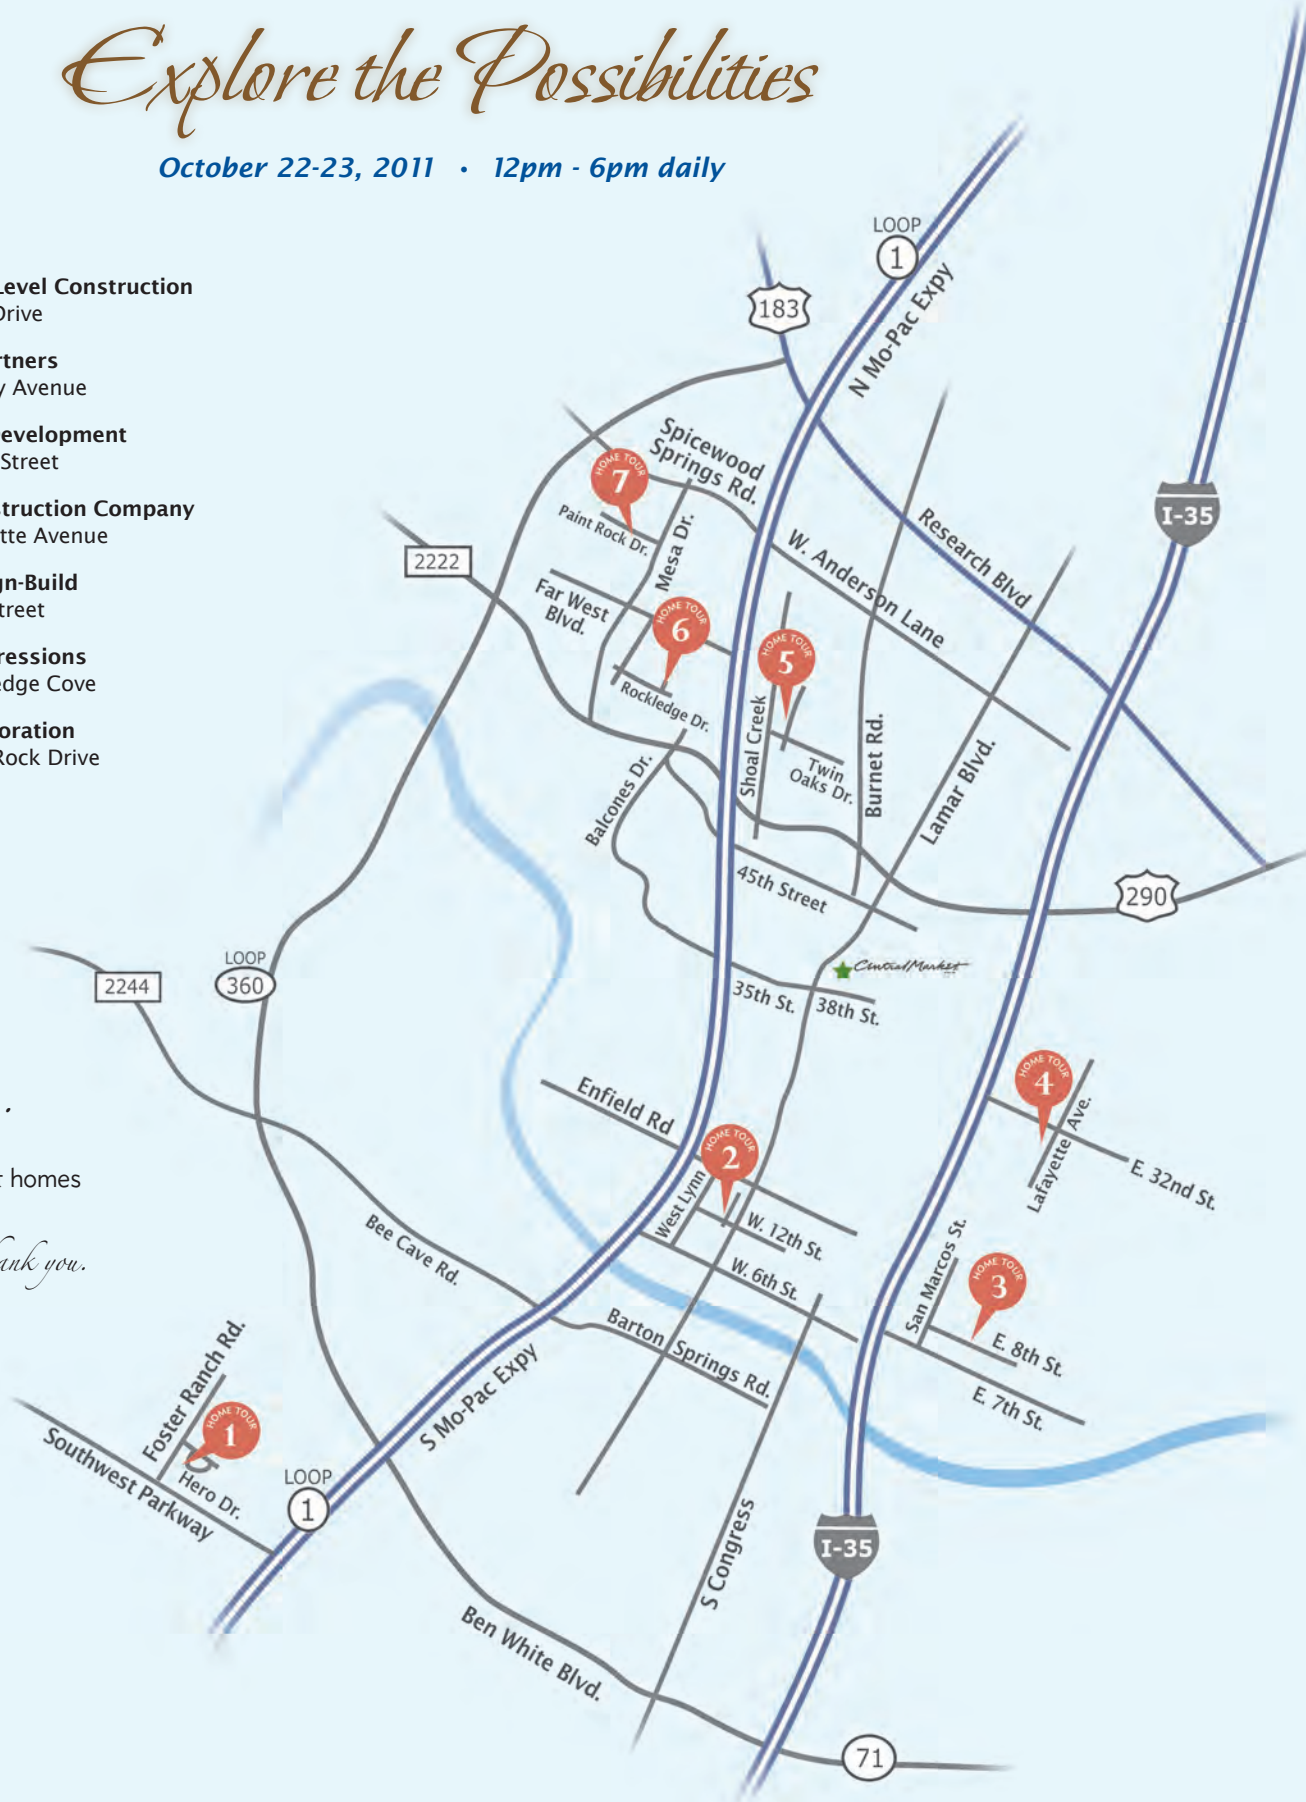 Explore the Possibilities
October 22-23, 2011 • 12pm - 6pm daily
Level Construction
Drive
rtners
y Avenue
evelopment
Street
struction Company
tte Avenue
gn-Build
treet
ressions
edge Cove
oration
Rock Drive
t homes
ank you.
LOOP
1
N Mo-Pac Expy
183
I-35
Spicewood
Springs Rd.
HOME TOUR
7
Paint Rock Dr.
Mesa Dr.
2222
Far West
Blvd.
HOME TOUR
6
Rockledge Dr.
HOME TOUR
5
W. Anderson Lane
Research Blvd
Shoal Creek
Twin
Oaks Dr.
Burnet Rd.
Lamar Blvd.
Balcones Dr.
45th Street
290
Central Market
35th St.
38th St.
2244
LOOP
360
HOME TOUR
4
Lafayette Ave.
E. 32nd St.
Enfield Rd
HOME TOUR
2
West Lynn
W. 12th St.
W. 6th St.
Bee Cave Rd.
San Marcos St.
HOME TOUR
3
E. 8th St.
E. 7th St.
Barton Springs Rd.
Foster Ranch Rd.
HOME TOUR
1
Hero Dr.
Southwest Parkway
S Mo-Pac Expy
LOOP
1
S Congress
I-35
Ben White Blvd.
71